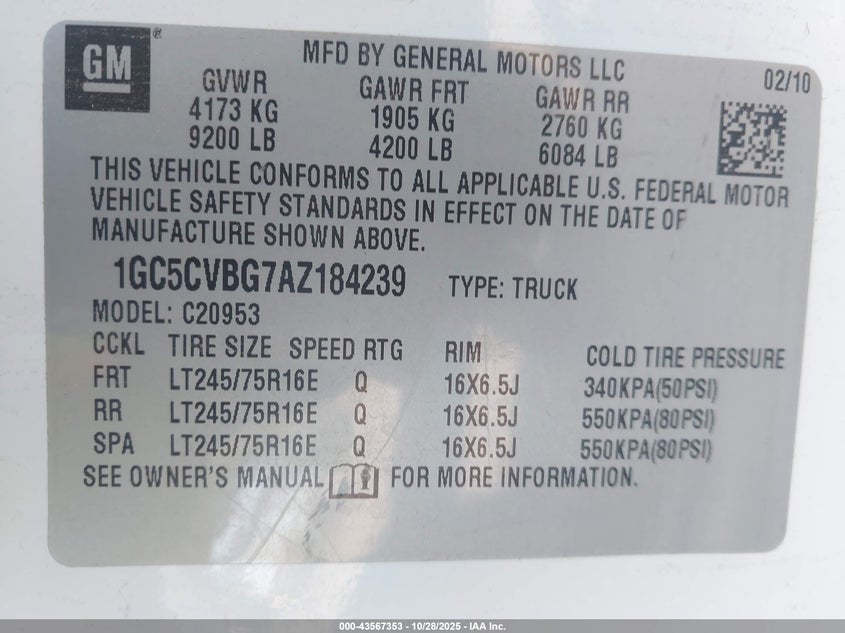 GM
MFD BY GENERAL MOTORS LLC
02/10
GVWR GAWR FRT GAWR RR
4173 KG 1905 KG 2760 KG
9200 LB 4200 LB 6084 LB
THIS VEHICLE CONFORMS TO ALL APPLICABLE U.S. FEDERAL MOTOR
VEHICLE SAFETY STANDARDS IN EFFECT ON THE DATE OF
MANUFACTURE SHOWN ABOVE.
1GC5CVBG7AZ184239 TYPE: TRUCK
MODEL: C20953
CCKL TIRE SIZE SPEED RTG RIM COLD TIRE PRESSURE
FRT LT245/75R16E Q 16X6.5J 340KPA(50PSI)
RR LT245/75R16E Q 16X6.5J 550KPA(80PSI)
SPA LT245/75R16E Q 16X6.5J 550KPA(80PSI)
SEE OWNER'S MANUAL FOR MORE INFORMATION.
000-43567353 - 10/28/2025 - IAA Inc.